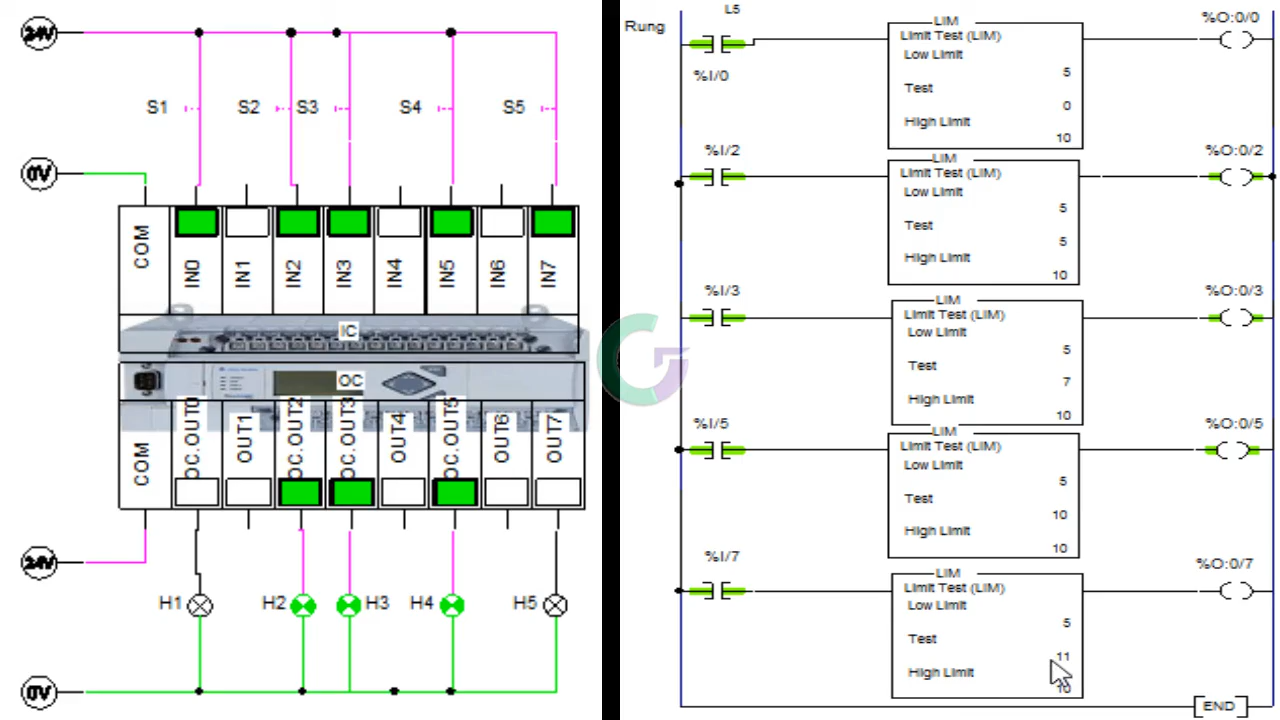 24V
S1
S2
S3
S4
S5
0V
COM
IN0
IN1
IN2
IN3
IN4
IN5
IN6
IN7
IC
OC
COM
OC.OUT0
OUT1
OC.OUT2
OC.OUT3
OUT4
OC.OUT5
OUT6
OUT7
24V
H1
H2
H3
H4
H5
0V
Rung
L5
%I/0
LIM
Limit Test (LIM)
Low Limit
5
Test
0
High Limit
10
%O:0/0
%I/2
LIM
Limit Test (LIM)
Low Limit
5
Test
5
High Limit
10
%O:0/2
%I/3
LIM
Limit Test (LIM)
Low Limit
5
Test
7
High Limit
10
%O:0/3
%I/5
LIM
Limit Test (LIM)
Low Limit
5
Test
10
High Limit
10
%O:0/5
%I/7
LIM
Limit Test (LIM)
Low Limit
5
Test
11
High Limit
10
%O:0/7
END